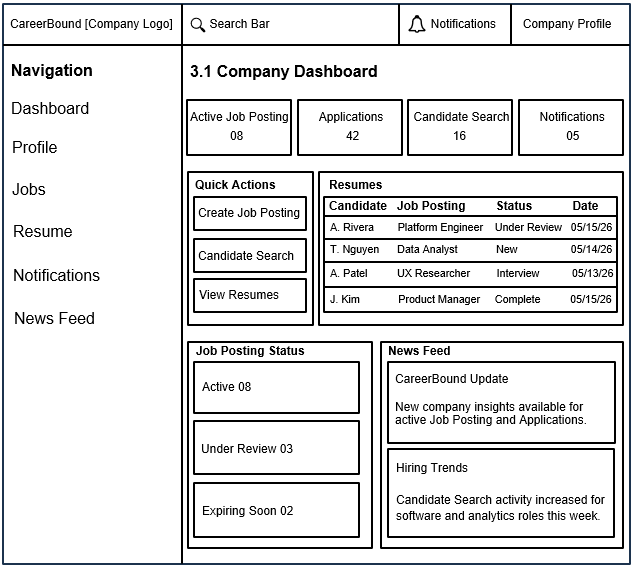 CareerBound [Company Logo]
Search Bar
Notifications
Company Profile
Navigation
Dashboard
Profile
Jobs
Resume
Notifications
News Feed
3.1 Company Dashboard
Active Job Posting
08
Applications
42
Candidate Search
16
Notifications
05
Quick Actions
Create Job Posting
Candidate Search
View Resumes
Resumes
Candidate Job Posting Status Date
A. Rivera Platform Engineer Under Review 05/15/26
T. Nguyen Data Analyst New 05/14/26
A. Patel UX Researcher Interview 05/13/26
J. Kim Product Manager Complete 05/15/26
Job Posting Status
Active 08
Under Review 03
Expiring Soon 02
News Feed
CareerBound Update
New company insights available for
active Job Posting and Applications.
Hiring Trends
Candidate Search activity increased for
software and analytics roles this week.